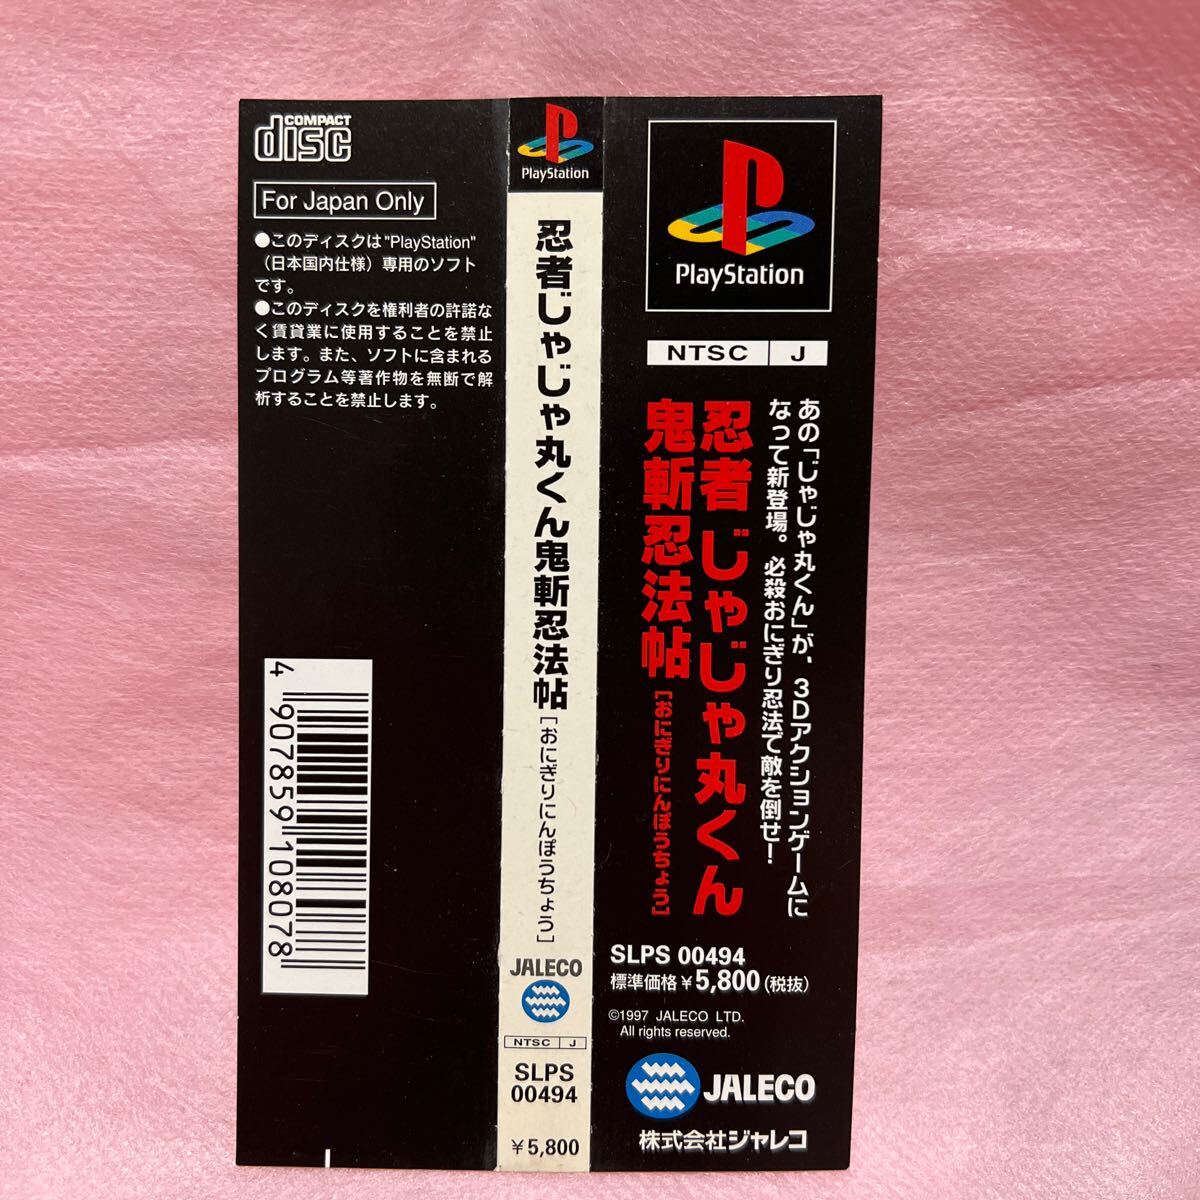 COMPACT
disc
For Japan Only
●このディスクは"PlayStation"
（日本国内仕様）専用のソフト
です。
●このディスクを権利者の許諾な
く賃貸業に使用することを禁止
します。また、ソフトに含まれる
プログラム等著作物を無断で解
析することを禁止します。
4 907859 108078
PlayStation
忍者じゃじゃ丸くん鬼斬忍法帖[おにぎりにんぽうちょう]
JALECO
NTSC J
SLPS
00494
￥5,800
PlayStation
NTSC J
あの「じゃじゃ丸くん」が、3Dアクションゲームに
なって新登場。必殺おにぎり忍法で敵を倒せ！
忍者じゃじゃ丸くん
鬼斬忍法帖[おにぎりにんぽうちょう]
SLPS 00494
標準価格￥5,800（税抜）
©1997 JALECO LTD.
All rights reserved.
JALECO
株式会社ジャレコ